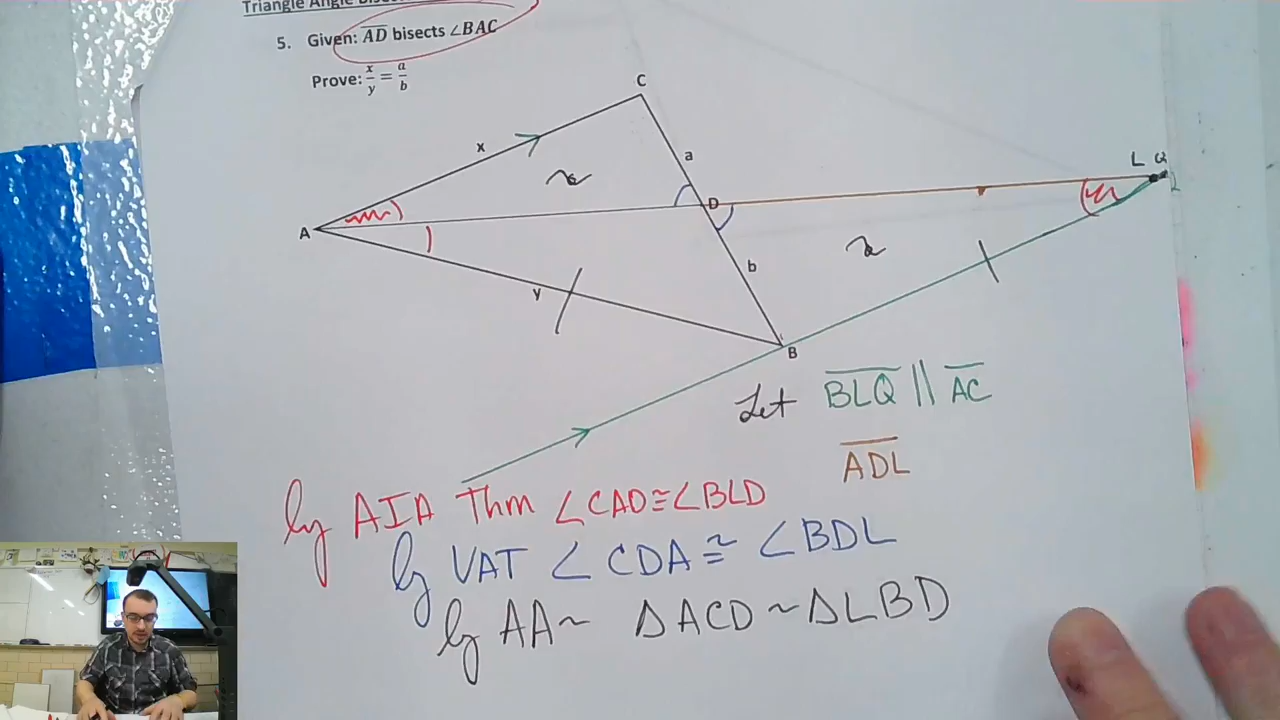 Triangle Angle
5. Given: AD bisects ∠BAC
Prove: x/y = a/b
C
x
a
L Q
D
A
b
y
B
Let BLQ || AC
ADL
by AIA Thm ∠CAD≅∠BLD
by VAT ∠CDA ≅ ∠BDL
by AA~ ΔACD~ΔLBD